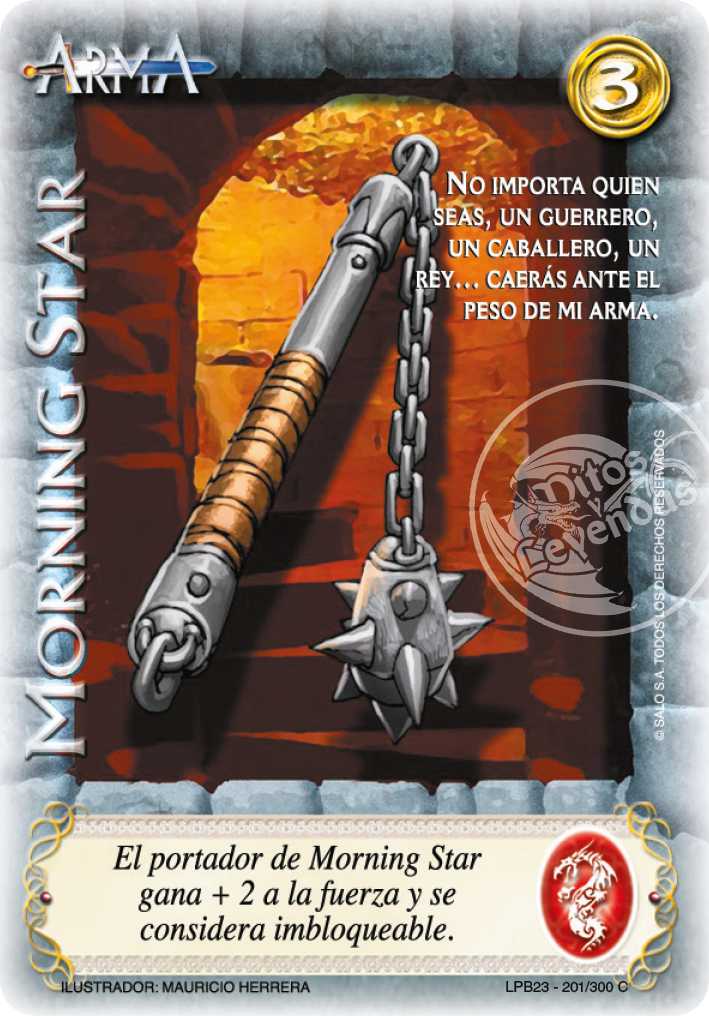 ARMA
3
MORNING STAR
NO IMPORTA QUIEN
SEAS, UN GUERRERO,
UN CABALLERO, UN
REY... CAERÁS ANTE EL
PESO DE MI ARMA.
Mitos
y
Leyendas
© SALO S.A. TODOS LOS DERECHOS RESERVADOS
El portador de Morning Star
gana + 2 a la fuerza y se
considera imbloqueable.
ILUSTRADOR: MAURICIO HERRERA
LPB23 - 201/300 C